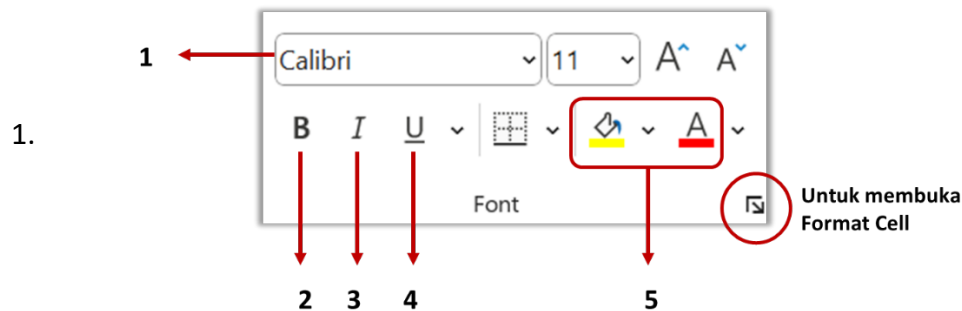 1
Calibri
11
A
A
1.
B
I
U
A
Font
Untuk membuka
Format Cell
2
3
4
5